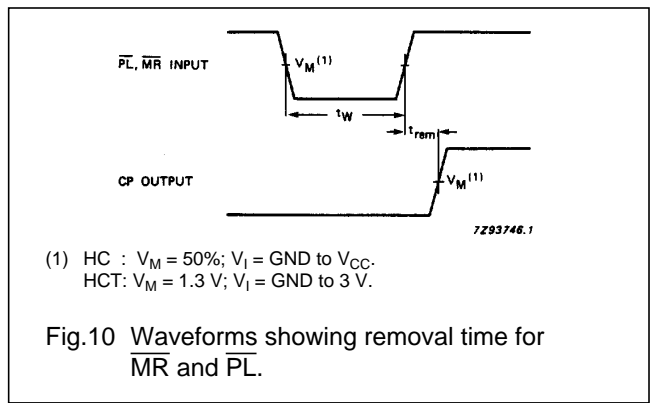 PL, MR INPUT
VM(1)
tW
trem
CP OUTPUT
VM(1)
7Z93746.1
(1) HC : VM = 50%; VI = GND to VCC.
HCT: VM = 1.3 V; VI = GND to 3 V.
Fig.10 Waveforms showing removal time for
MR and PL.